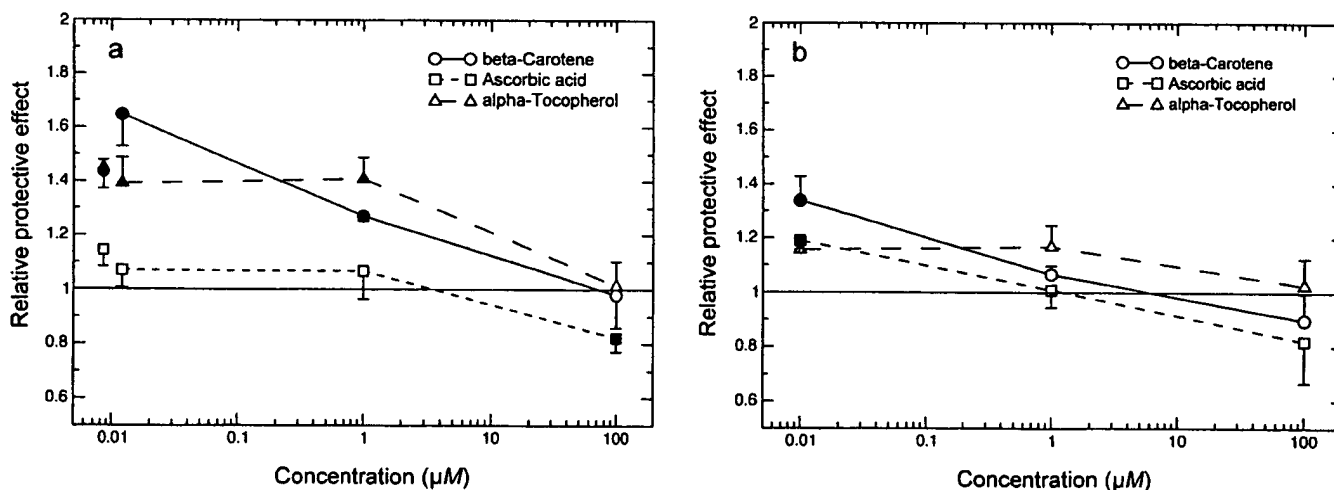 a
beta-Carotene
Ascorbic acid
alpha-Tocopherol
Relative protective effect
2
1.8
1.6
1.4
1.2
1
0.8
0.6
0.01
0.1
1
10
100
Concentration (µM)
b
beta-Carotene
Ascorbic acid
alpha-Tocopherol
Relative protective effect
2
1.8
1.6
1.4
1.2
1
0.8
0.6
0.01
0.1
1
10
100
Concentration (µM)